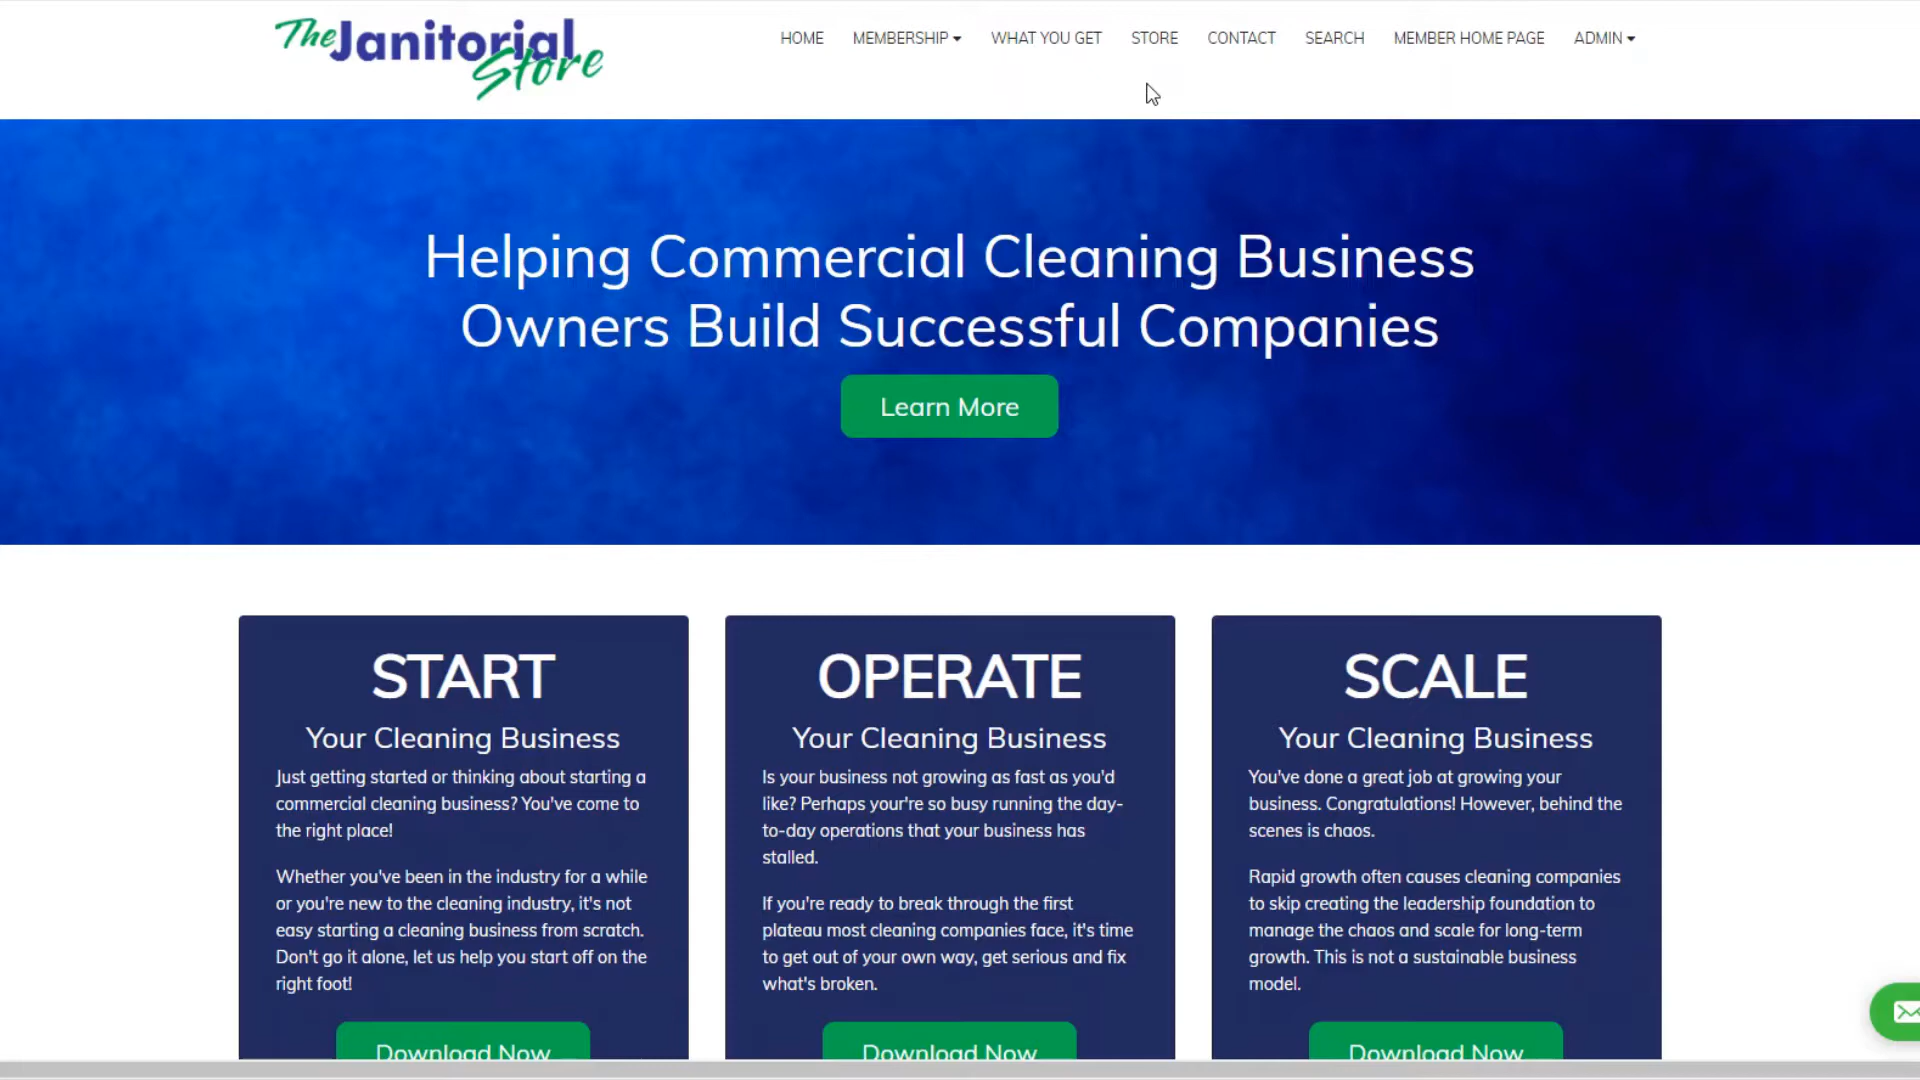 The Janitorial Store
HOME MEMBERSHIP WHAT YOU GET STORE CONTACT SEARCH MEMBER HOME PAGE ADMIN
Helping Commercial Cleaning Business
Owners Build Successful Companies
Learn More
START
Your Cleaning Business
Just getting started or thinking about starting a
commercial cleaning business? You've come to
the right place!
Whether you've been in the industry for a while
or you're new to the cleaning industry, it's not
easy starting a cleaning business from scratch.
Don't go it alone, let us help you start off on the
right foot!
Download Now
OPERATE
Your Cleaning Business
Is your business not growing as fast as you'd
like? Perhaps your're so busy running the day-
to-day operations that your business has
stalled.
If you're ready to break through the first
plateau most cleaning companies face, it's time
to get out of your own way, get serious and fix
what's broken.
Download Now
SCALE
Your Cleaning Business
You've done a great job at growing your
business. Congratulations! However, behind the
scenes is chaos.
Rapid growth often causes cleaning companies
to skip creating the leadership foundation to
manage the chaos and scale for long-term
growth. This is not a sustainable business
model.
Download Now